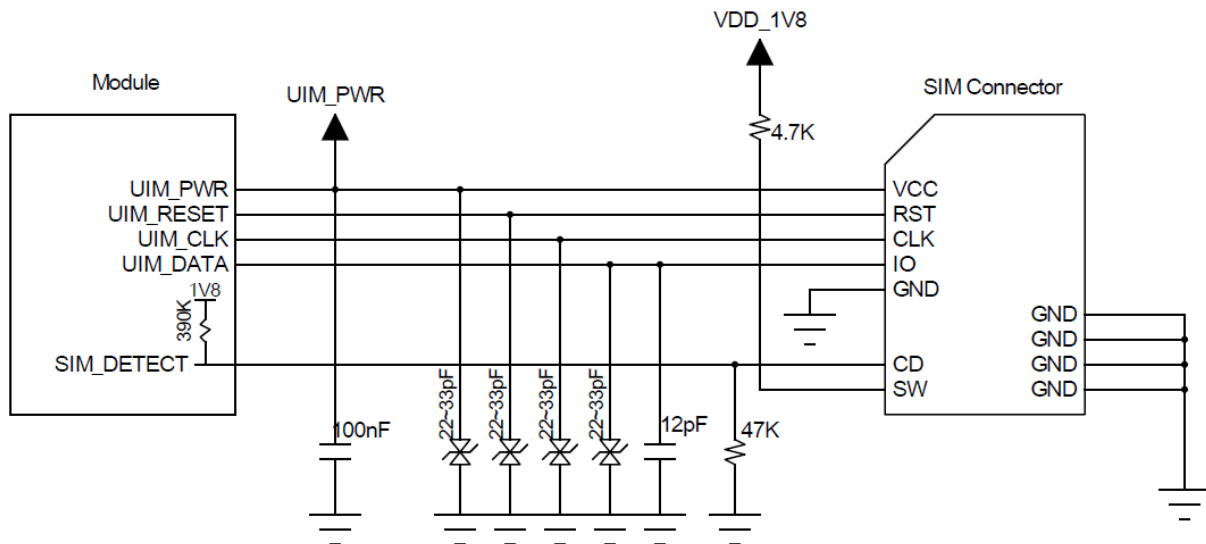 VDD_1V8
Module
UIM_PWR
SIM Connector
4.7K
UIM_PWR
UIM_RESET
UIM_CLK
UIM_DATA
1V8
390K
SIM_DETECT
VCC
RST
CLK
IO
GND
GND
GND
GND
GND
CD
SW
100nF
22~33pF
22~33pF
22~33pF
22~33pF
12pF
47K